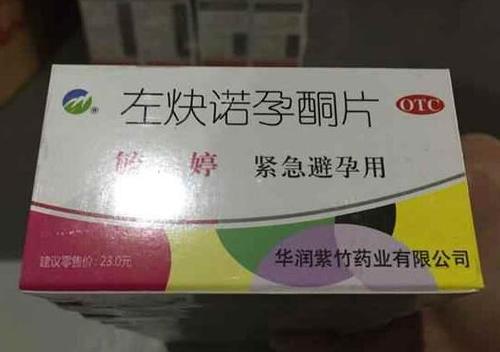 左炔诺孕酮片
OTC
毓 婷 紧急避孕用
建议零售价:23.0元
华润紫竹药业有限公司